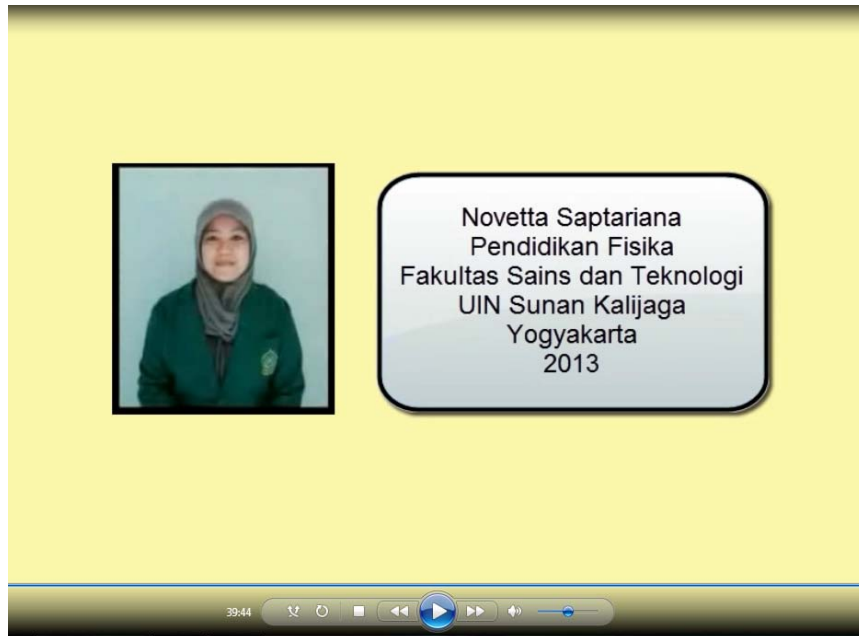 Novetta Saptariana
Pendidikan Fisika
Fakultas Sains dan Teknologi
UIN Sunan Kalijaga
Yogyakarta
2013
39:44